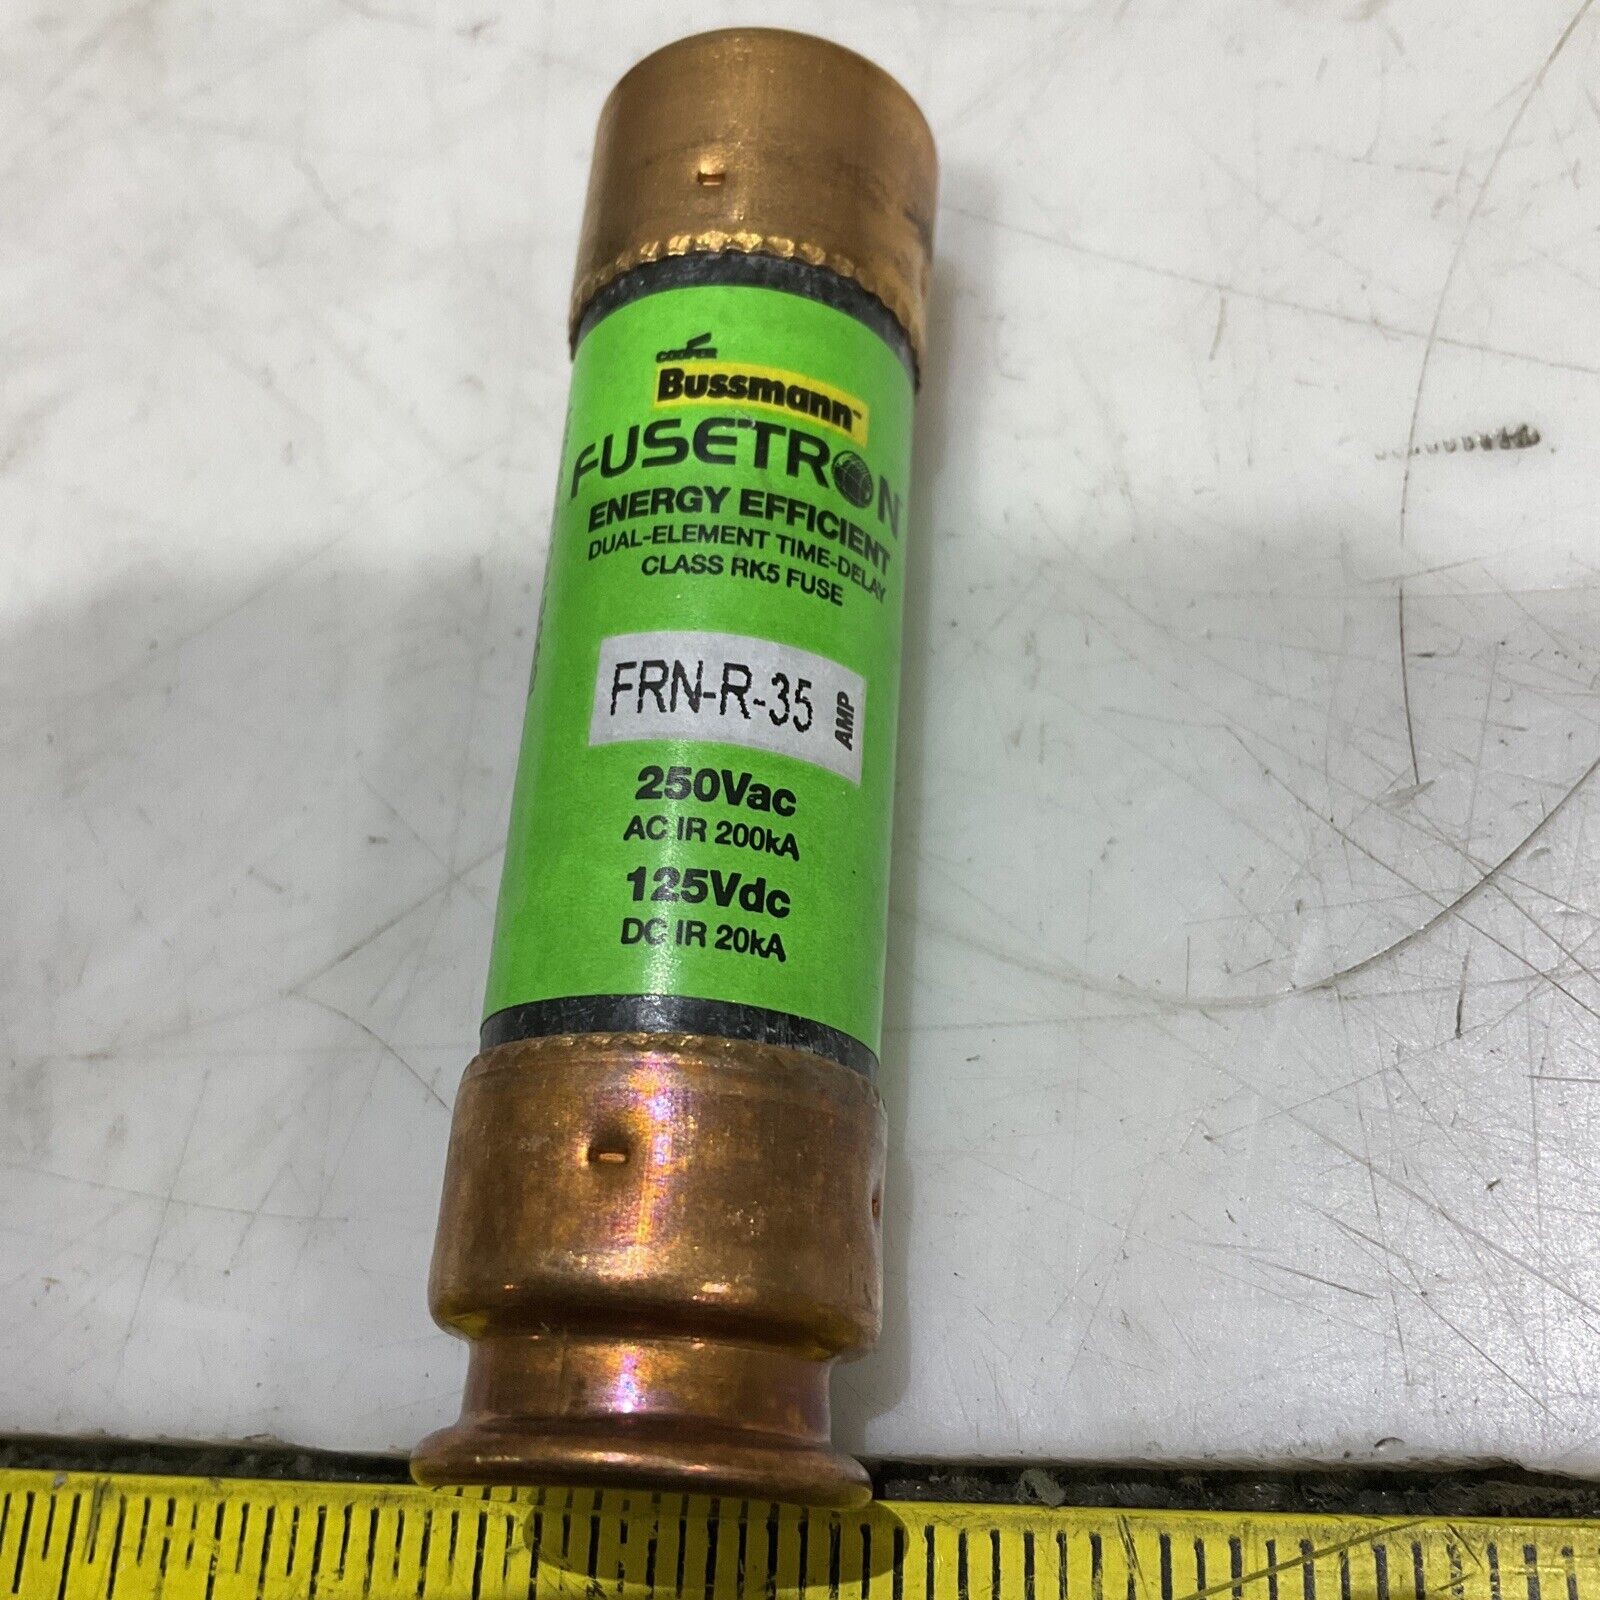 COOPER
Bussmann™
FUSETRON
ENERGY EFFICIENT
DUAL-ELEMENT TIME-DELAY
CLASS RK5 FUSE
FRN-R-35 AMP
250Vac
AC IR 200kA
125Vdc
DC IR 20kA